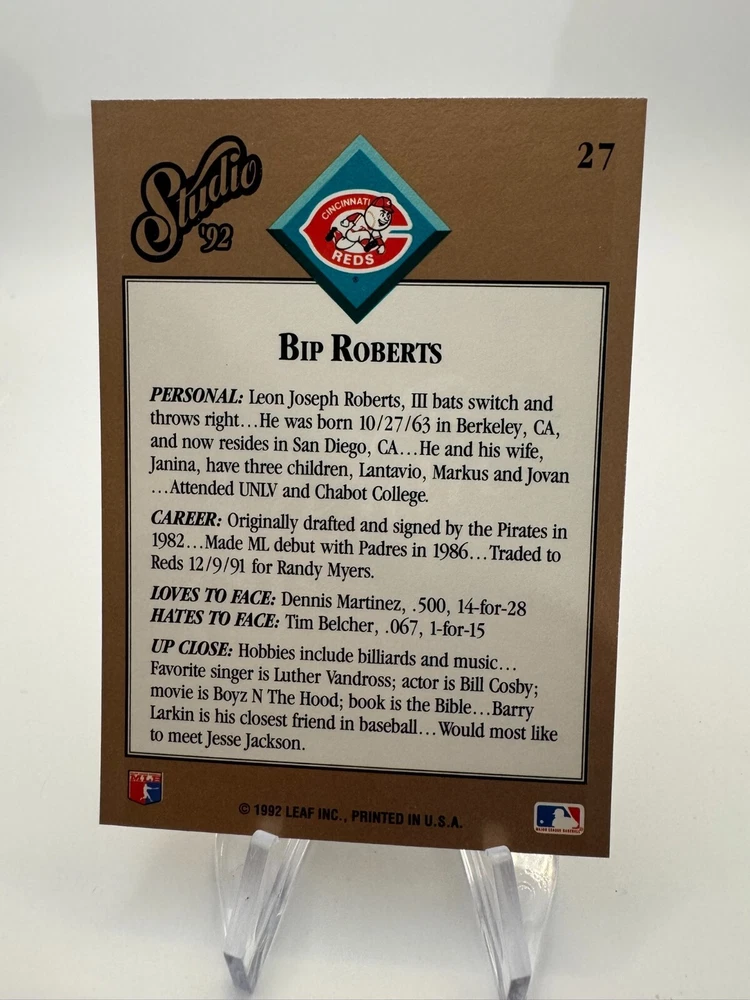 Studio
'92
27
CINCINNATI
REDS
BIP ROBERTS
PERSONAL: Leon Joseph Roberts, III bats switch and
throws right...He was born 10/27/63 in Berkeley, CA,
and now resides in San Diego, CA...He and his wife,
Janina, have three children, Lantavio, Markus and Jovan
...Attended UNLV and Chabot College.
CAREER: Originally drafted and signed by the Pirates in
1982...Made ML debut with Padres in 1986...Traded to
Reds 12/9/91 for Randy Myers.
LOVES TO FACE: Dennis Martinez, .500, 14-for-28
HATES TO FACE: Tim Belcher, .067, 1-for-15
UP CLOSE: Hobbies include billiards and music...
Favorite singer is Luther Vandross; actor is Bill Cosby;
movie is Boyz N The Hood; book is the Bible...Barry
Larkin is his closest friend in baseball...Would most like
to meet Jesse Jackson.
© 1992 LEAF INC., PRINTED IN U.S.A.
MAJOR LEAGUE BASEBALL